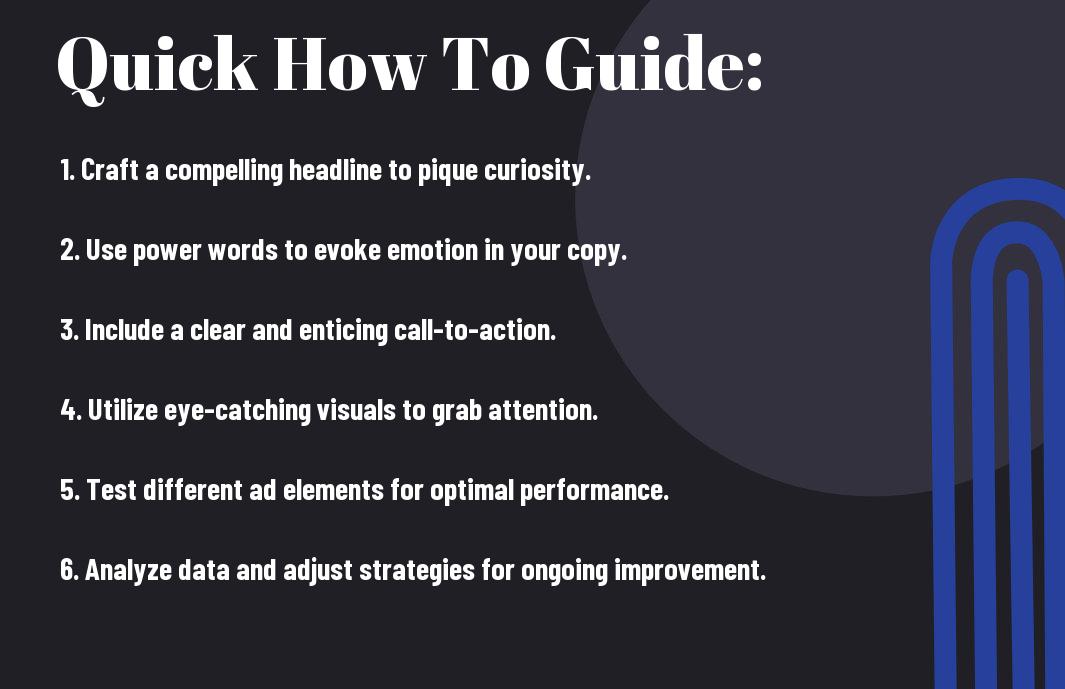 Quick How To Guide:
1. Craft a compelling headline to pique curiosity.
2. Use power words to evoke emotion in your copy.
3. Include a clear and enticing call-to-action.
4. Utilize eye-catching visuals to grab attention.
5. Test different ad elements for optimal performance.
6. Analyze data and adjust strategies for ongoing improvement.